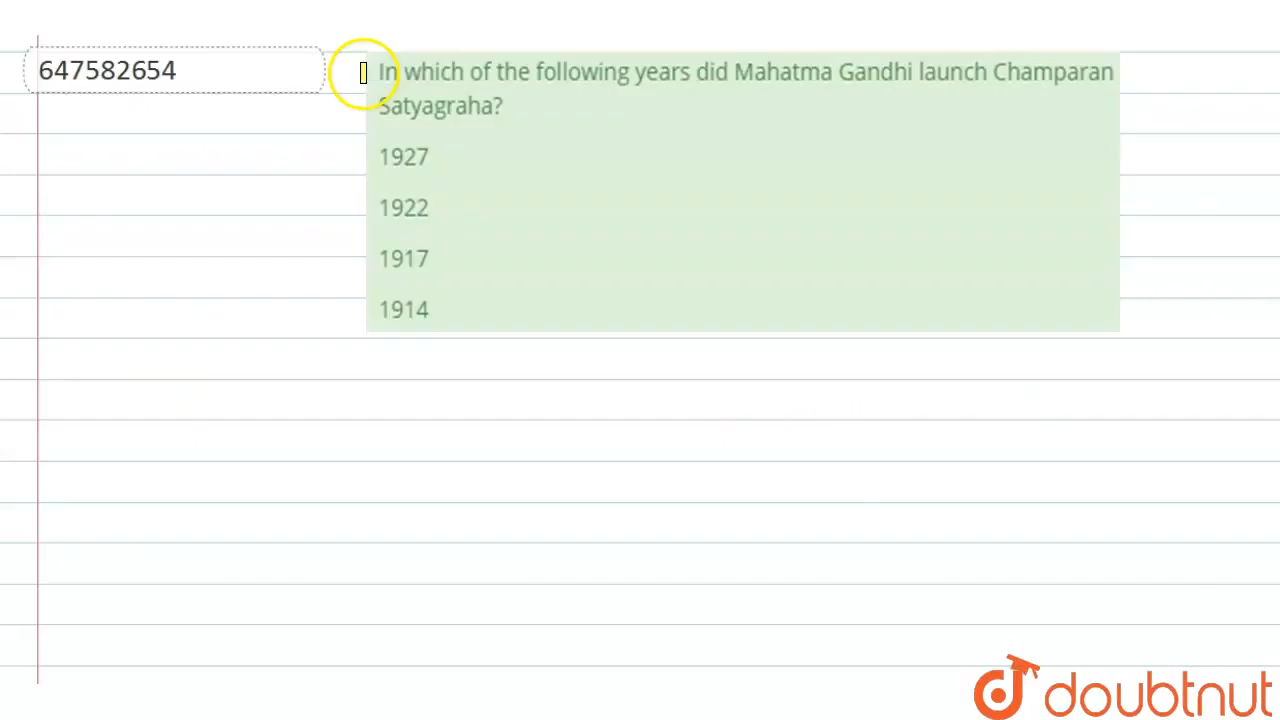 647582654
In which of the following years did Mahatma Gandhi launch Champaran
Satyagraha?
1927
1922
1917
1914
doubtnut